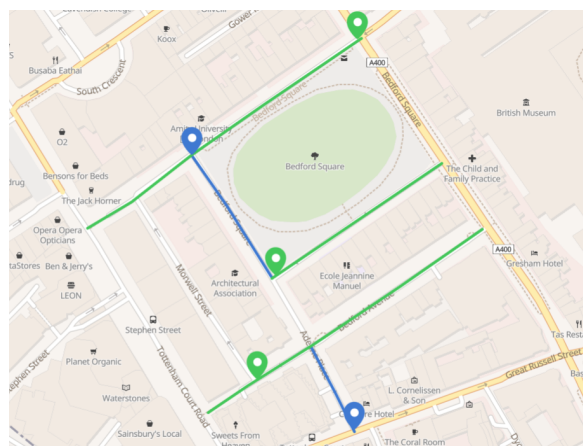 Gower
Koox
Busaba Eathai
South Crescent
A400
Bedford Square
Bedford Square
British Museum
O2
Bedford Square
Bensons for Beds
The Jack Horner
The Child and
Family Practice
Bedford Square
Opera Opera
Opticians
Ben & Jerry's
Architectural
Association
Ecole Jeannine
Manuel
A400
Gresham Hotel
LEON
Morwell Street
Stephen Street
Bedford Avenue
Tottenham Court Road
Planet Organic
Great Russell Street
Waterstones
L. Cornelissen
& Son
Sainsbury's Local
Sweets From
The Coral Room